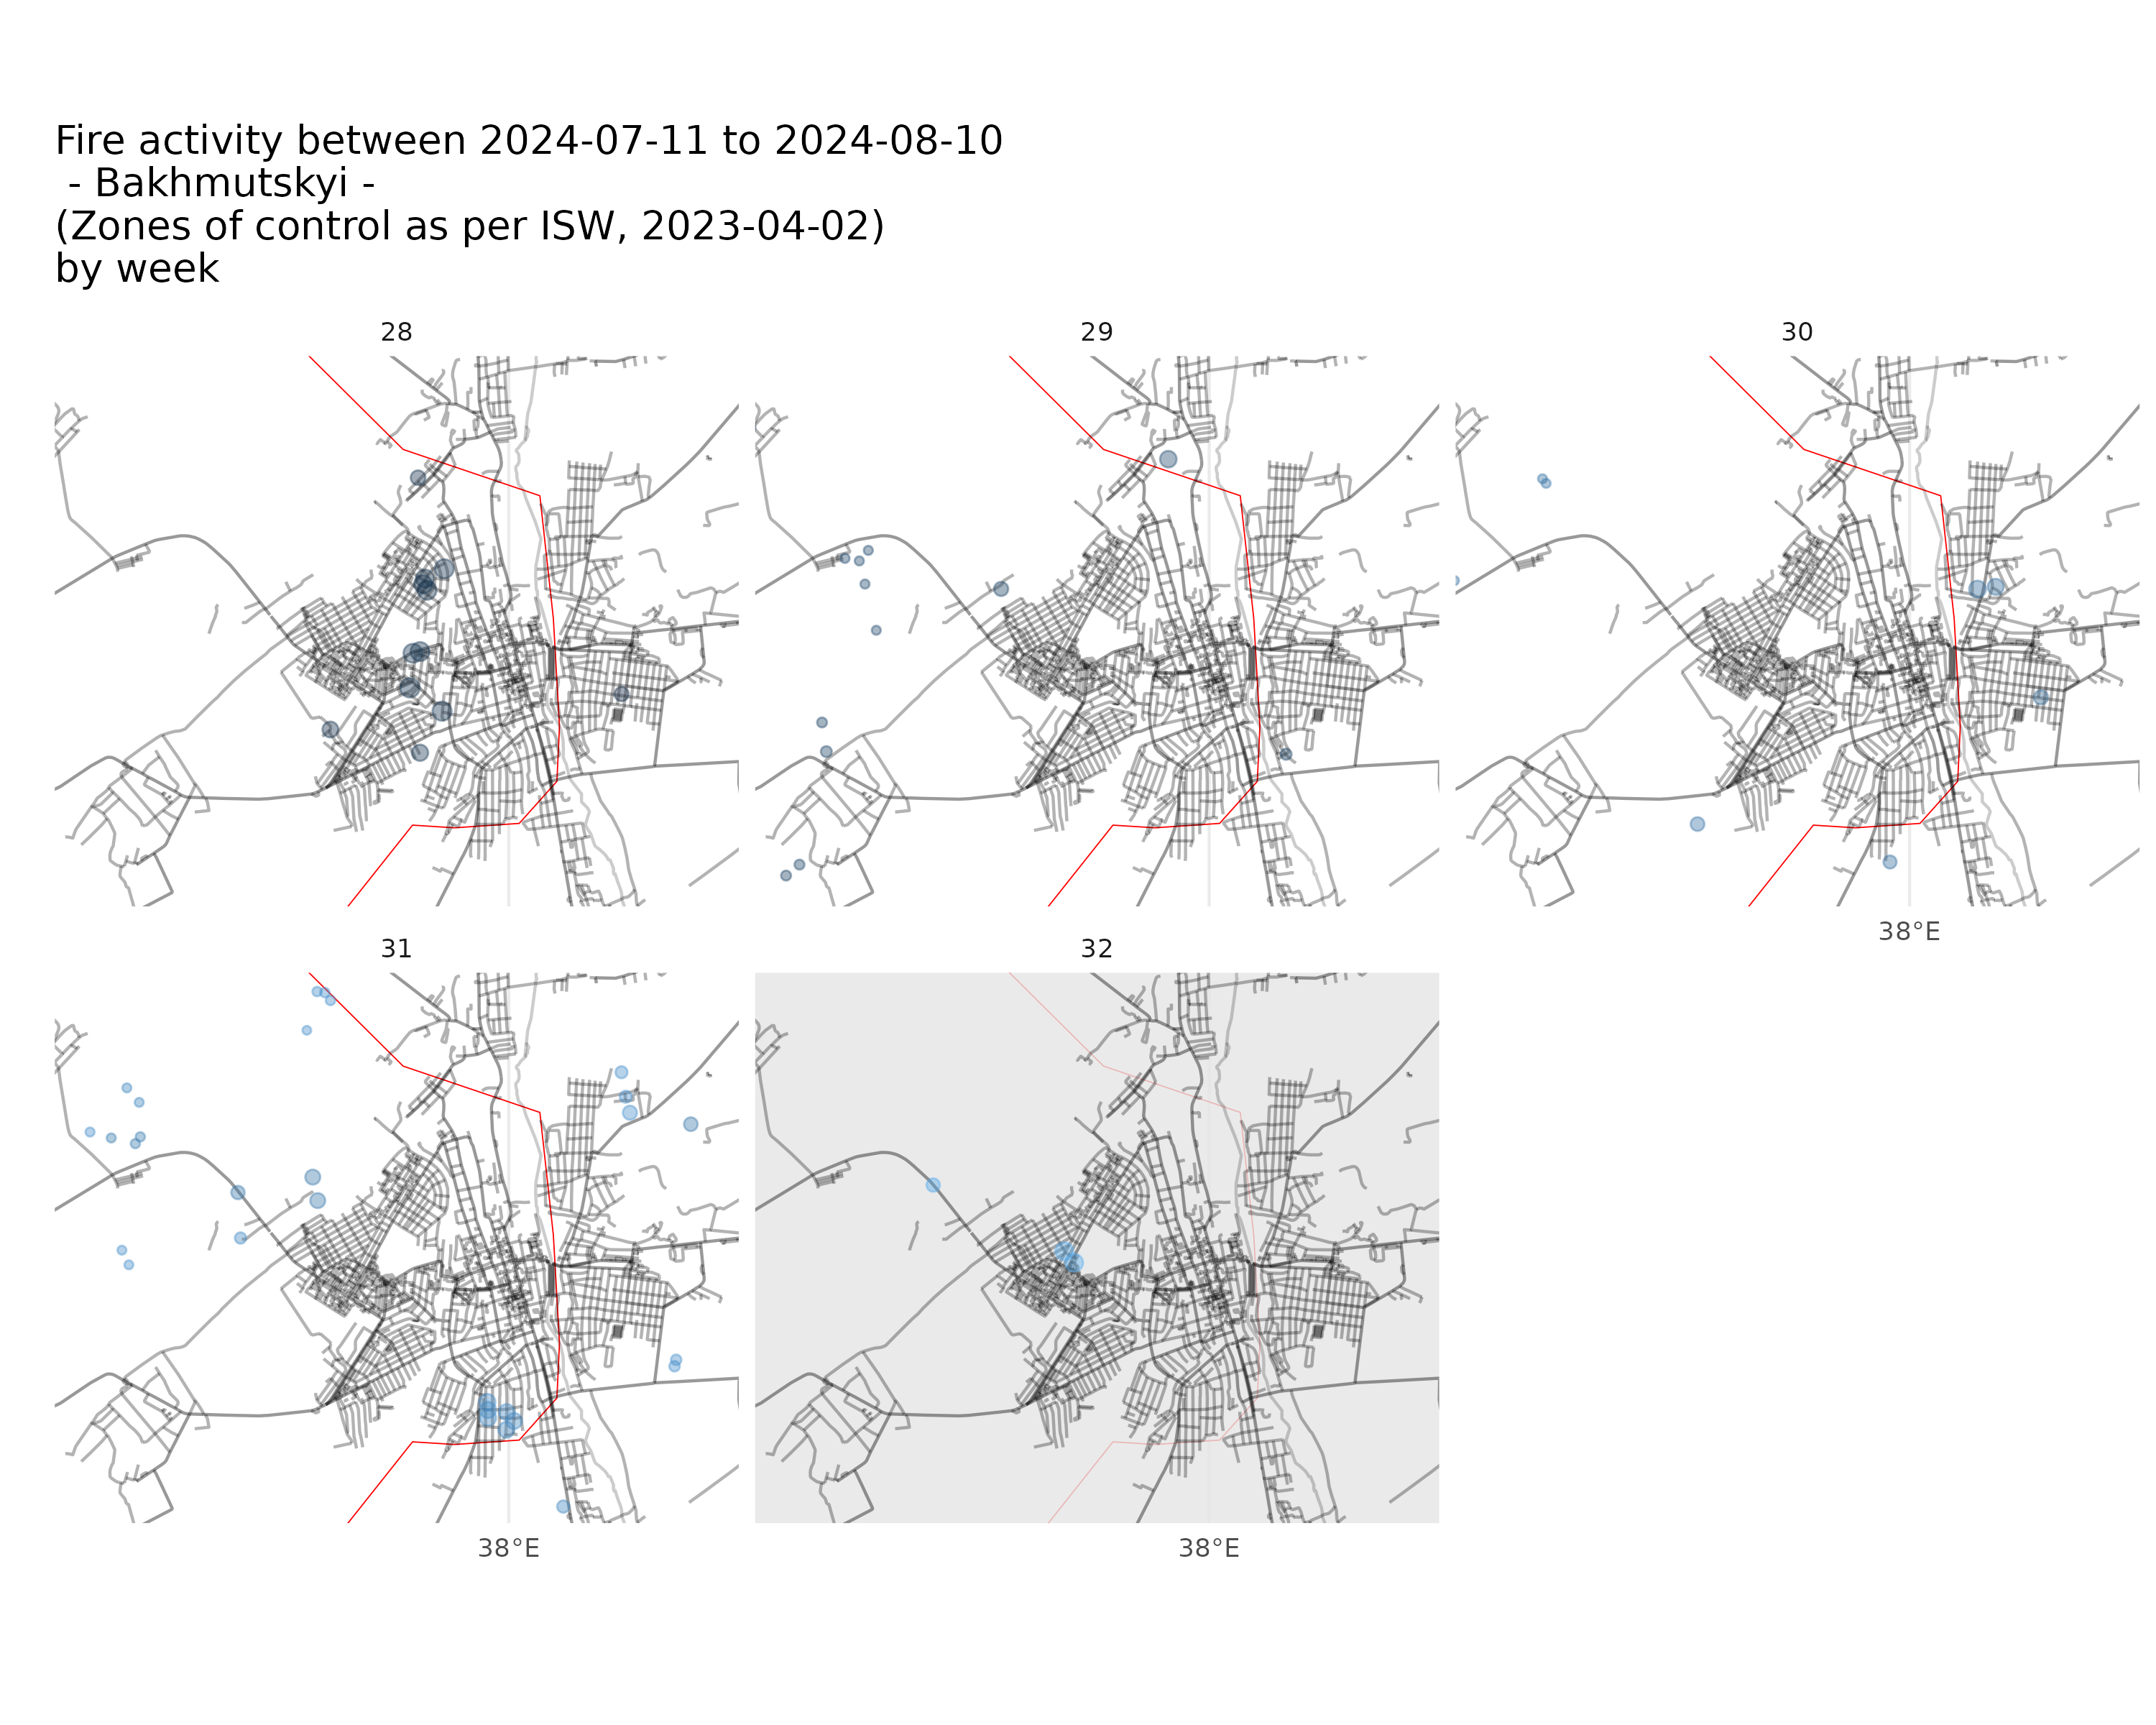 Fire activity between 2024-07-11 to 2024-08-10
- Bakhmutskyi -
(Zones of control as per ISW, 2023-04-02)
by week
28
29
30
38°E
31
32
38°E
38°E